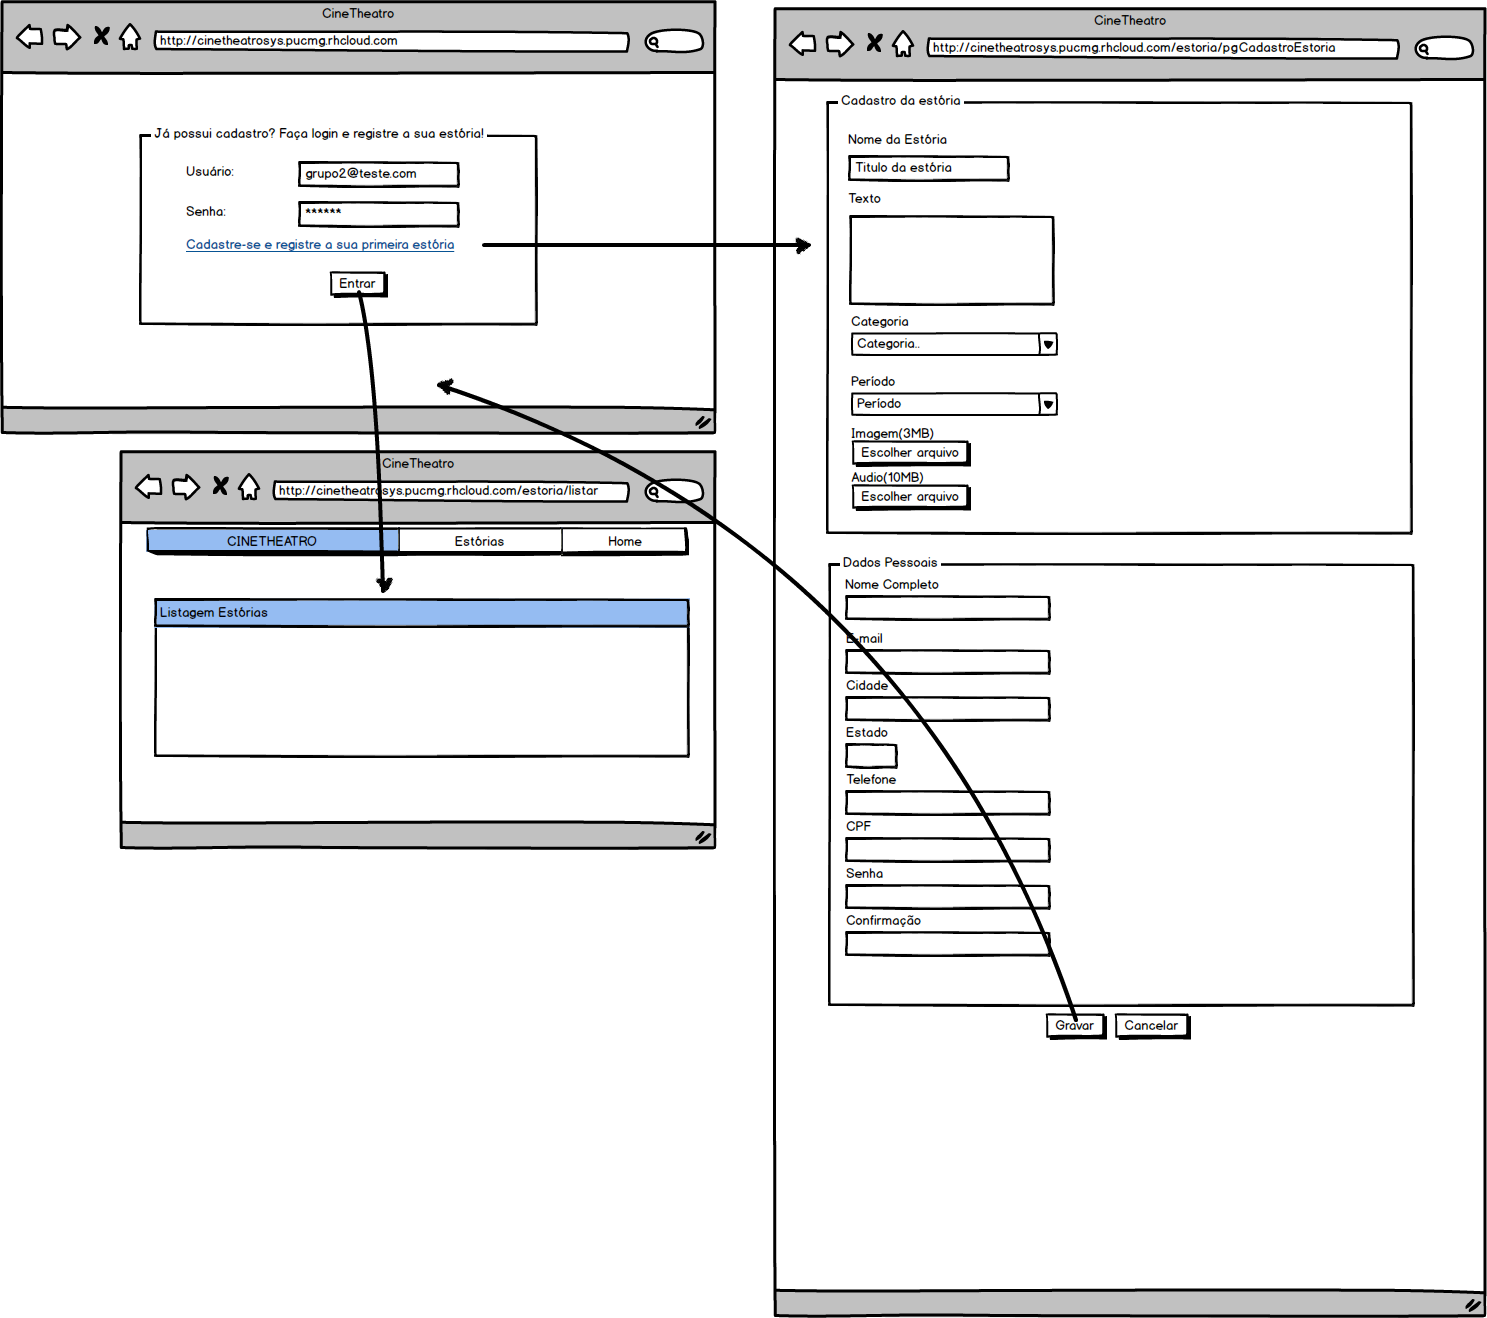 CineTheatro
http://cinetheatrosys.pucmg.rhcloud.com
Já possui cadastro? Faça login e registre a sua estória!
Usuário:
grupo2@teste.com
Senha:
******
Cadastre-se e registre a sua primeira estória
Entrar
CineTheatro
http://cinetheatrosys.pucmg.rhcloud.com/estoria/listar
CINETHEATRO
Estórias
Home
Listagem Estórias
CineTheatro
http://cinetheatrosys.pucmg.rhcloud.com/estoria/pgCadastroEstoria
Cadastro da estória
Nome da Estória
Titulo da estória
Texto
Categoria
Categoria..
Período
Período
Imagem(3MB)
Escolher arquivo
Audio(10MB)
Escolher arquivo
Dados Pessoais
Nome Completo
E-mail
Cidade
Estado
Telefone
CPF
Senha
Confirmação
Gravar
Cancelar